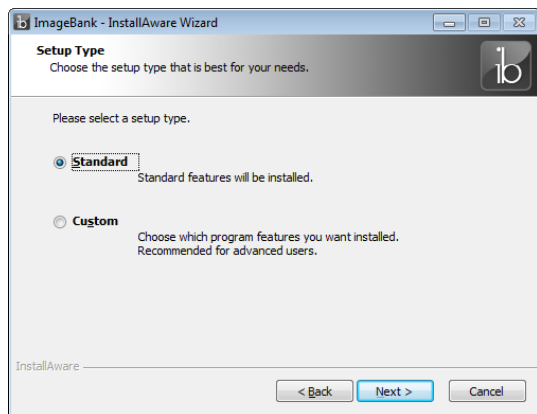 ib ImageBank - InstallAware Wizard
Setup Type
Choose the setup type that is best for your needs.
ib
Please select a setup type.
Standard
Standard features will be installed.
Custom
Choose which program features you want installed.
Recommended for advanced users.
InstallAware
< Back Next > Cancel